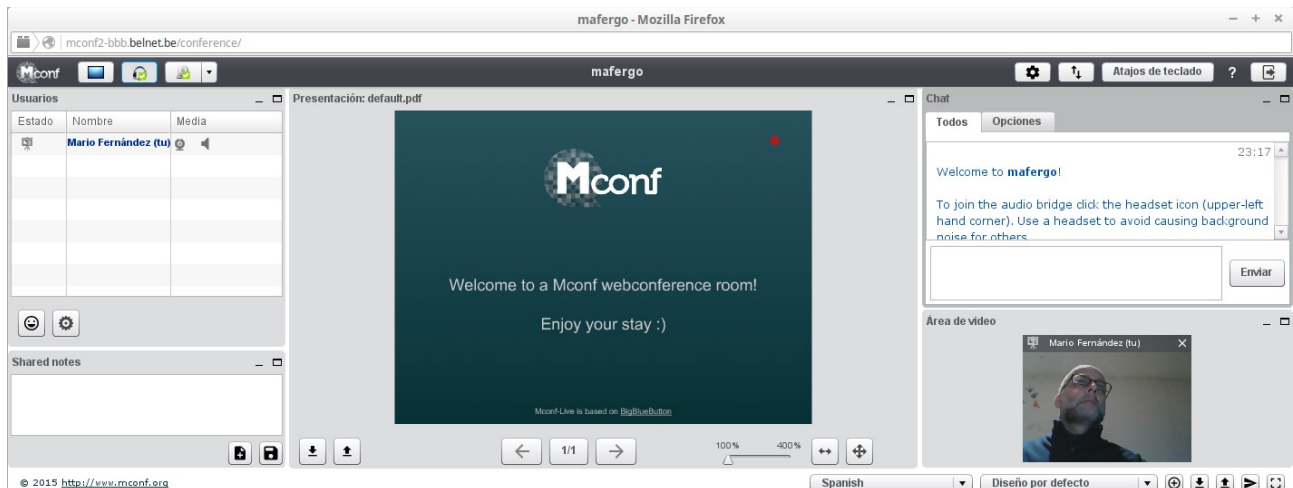 mafergo - Mozilla Firefox
mconf2-bbb.belnet.be/conference/
Mconf
mafergo
Atajos de teclado
?
Usuarios
Estado Nombre Media
Mario Fernández (tu)
Shared notes
Presentación: default.pdf
Mconf
Welcome to a Mconf webconference room!
Enjoy your stay :)
Mconf-Live is based on BigBlueButton
1/1
100% 400%
Chat
Todos Opciones
23:17
Welcome to mafergo!
To join the audio bridge click the headset icon (upper-left
hand corner). Use a headset to avoid causing background
noise for others.
Enviar
Área de video
Mario Fernández (tu)
© 2015 http://www.mconf.org
Spanish
Diseño por defecto